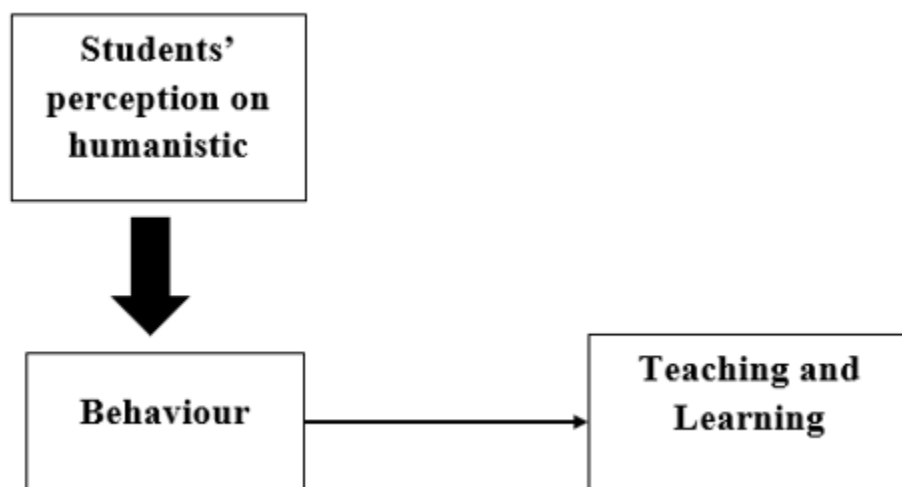 Students’
perception on
humanistic
Behaviour
Teaching and
Learning